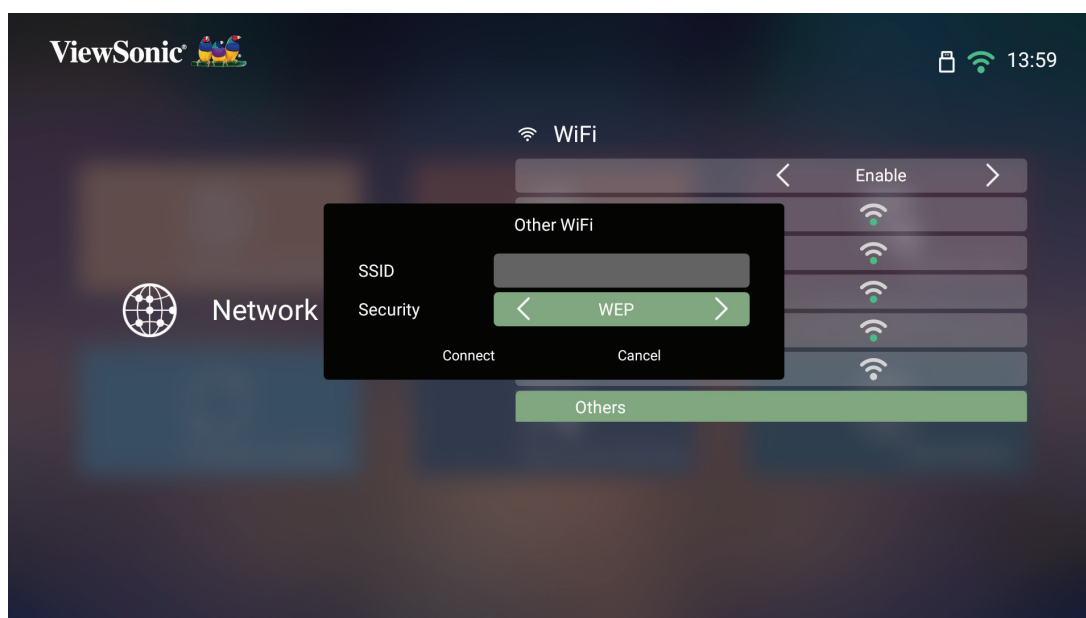 ViewSonic®
13:59
WiFi
Enable
Other WiFi
SSID
Network
Security
WEP
Connect
Cancel
Others